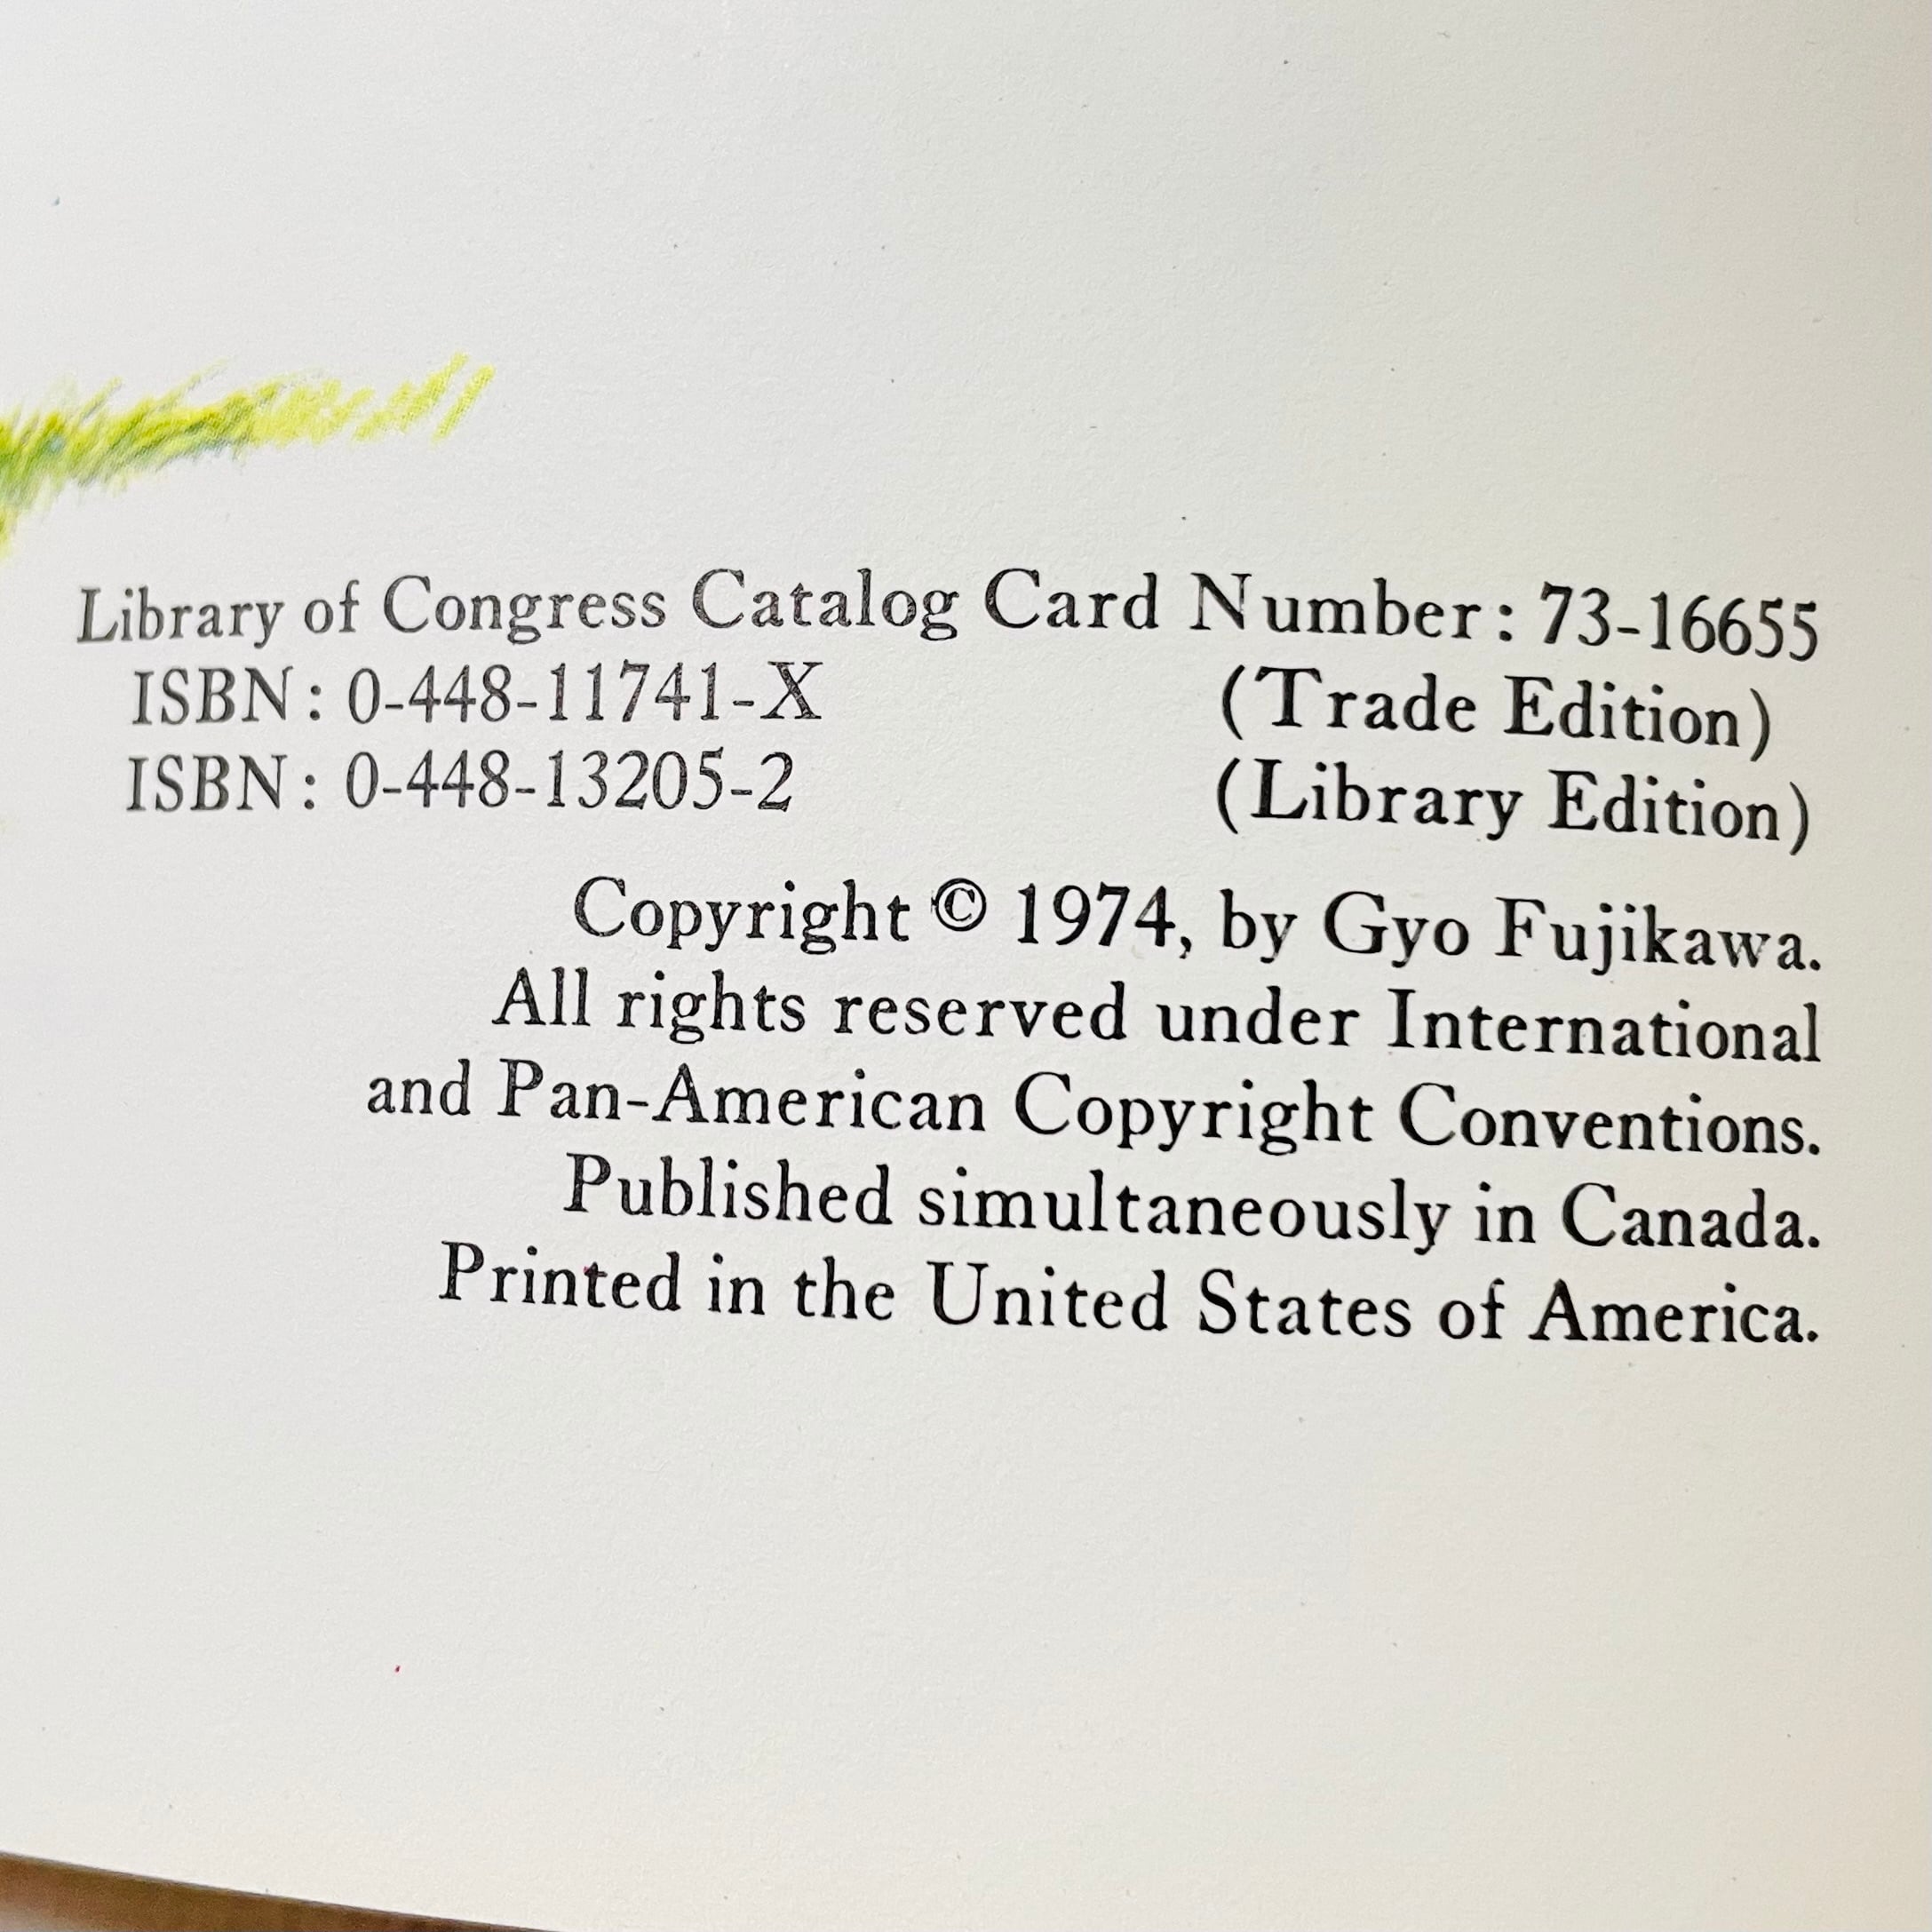 Library of Congress Catalog Card Number: 73-16655
ISBN: 0-448-11741-X (Trade Edition)
ISBN: 0-448-13205-2 (Library Edition)
Copyright © 1974, by Gyo Fujikawa.
All rights reserved under International
and Pan-American Copyright Conventions.
Published simultaneously in Canada.
Printed in the United States of America.